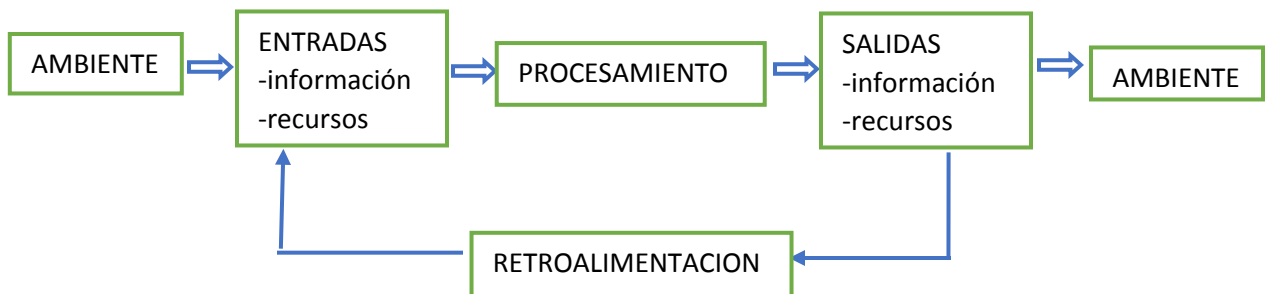 AMBIENTE
ENTRADAS
-información
-recursos
PROCESAMIENTO
SALIDAS
-información
-recursos
AMBIENTE
RETROALIMENTACION